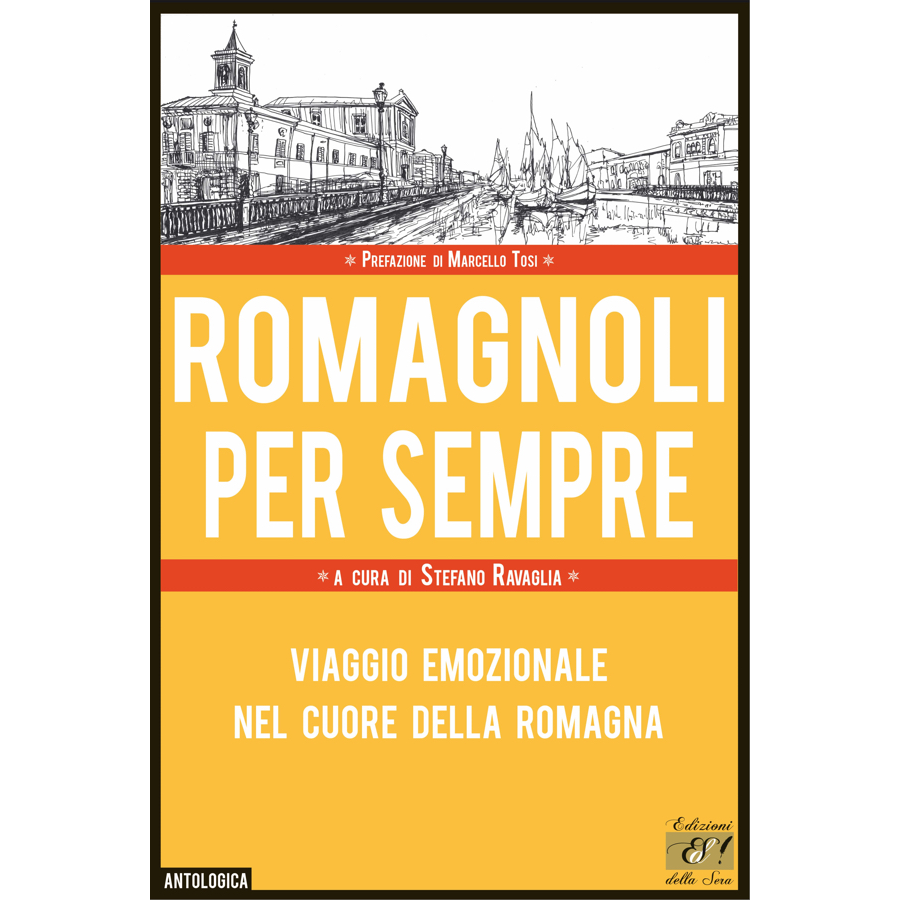 ✵ Prefazione di Marcello Tosi ✵
ROMAGNOLI
PER SEMPRE
✵ a cura di Stefano Ravaglia ✵
VIAGGIO EMOZIONALE
NEL CUORE DELLA ROMAGNA
Edizioni
ES!
della Sera
ANTOLOGICA